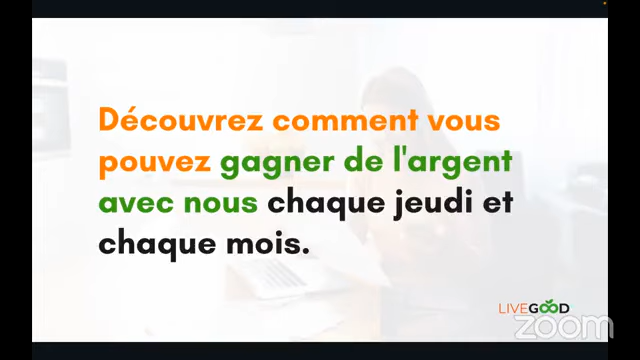 Découvrez comment vous
pouvez gagner de l'argent
avec nous chaque jeudi et
chaque mois.
LIVEGOOD
zoom